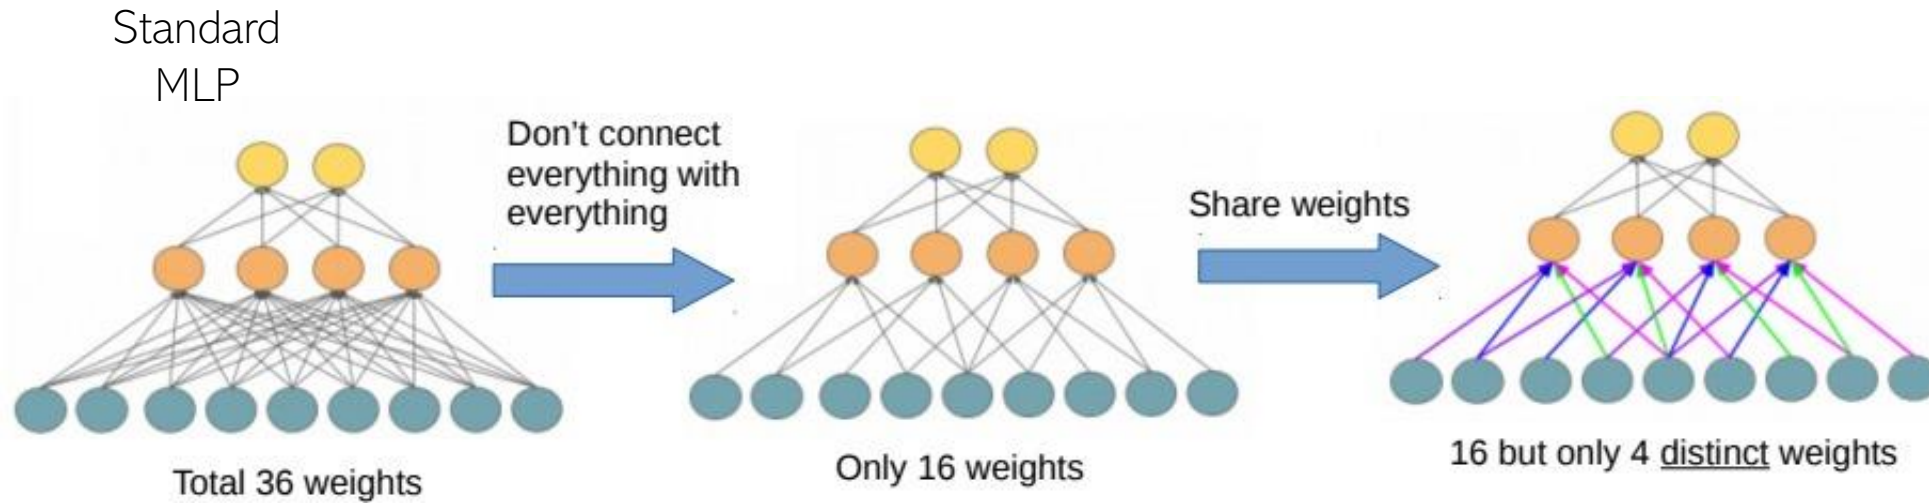 Standard
MLP
Don't connect
everything with
everything
Share weights
Total 36 weights
Only 16 weights
16 but only 4 distinct weights